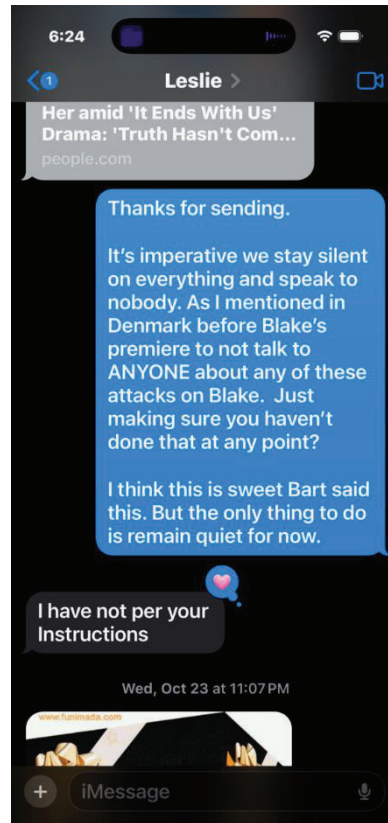 6:24
1
Leslie
Her amid 'It Ends With Us'
Drama: 'Truth Hasn't Com...
people.com
Thanks for sending.
It's imperative we stay silent
on everything and speak to
nobody. As I mentioned in
Denmark before Blake's
premiere to not talk to
ANYONE about any of these
attacks on Blake.  Just
making sure you haven't
done that at any point?
I think this is sweet Bart said
this. But the only thing to do
is remain quiet for now.
I have not per your
Instructions
Wed, Oct 23 at 11:07 PM
www.funimada.com
iMessage